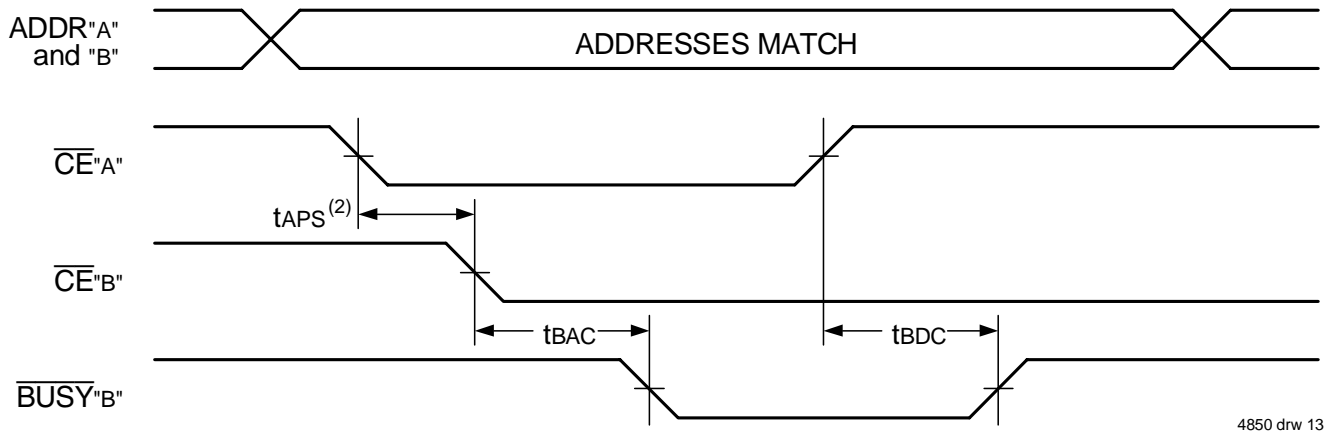 ADDR"A"
and "B"
ADDRESSES MATCH
CE"A"
tAPS(2)
CE"B"
tBAC
tBDC
BUSY"B"
4850 drw 13